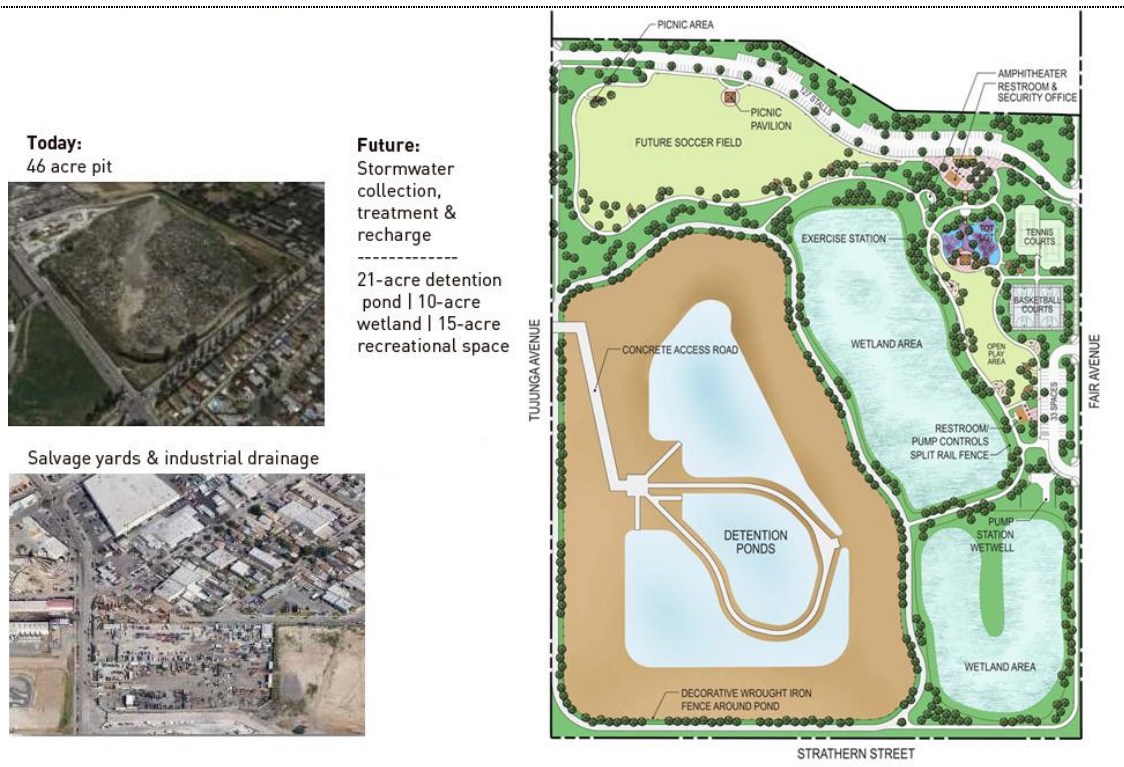 Today:
46 acre pit
Salvage yards & industrial drainage
Future:
Stormwater
collection,
treatment &
recharge
-------------
21-acre detention
pond | 10-acre
wetland | 15-acre
recreational space
PICNIC AREA
AMPHITHEATER
RESTROOM &
SECURITY OFFICE
127 STALLS
PICNIC
PAVILION
FUTURE SOCCER FIELD
EXERCISE STATION
TOT
LOT
TENNIS
COURTS
BASKETBALL
COURTS
TUJUNGA AVENUE
CONCRETE ACCESS ROAD
WETLAND AREA
OPEN
PLAY
AREA
33 SPACES
FAIR AVENUE
RESTROOM/
PUMP CONTROLS
SPLIT RAIL FENCE
DETENTION
PONDS
PUMP
STATION
WETWELL
WETLAND AREA
DECORATIVE WROUGHT IRON
FENCE AROUND POND
STRATHERN STREET